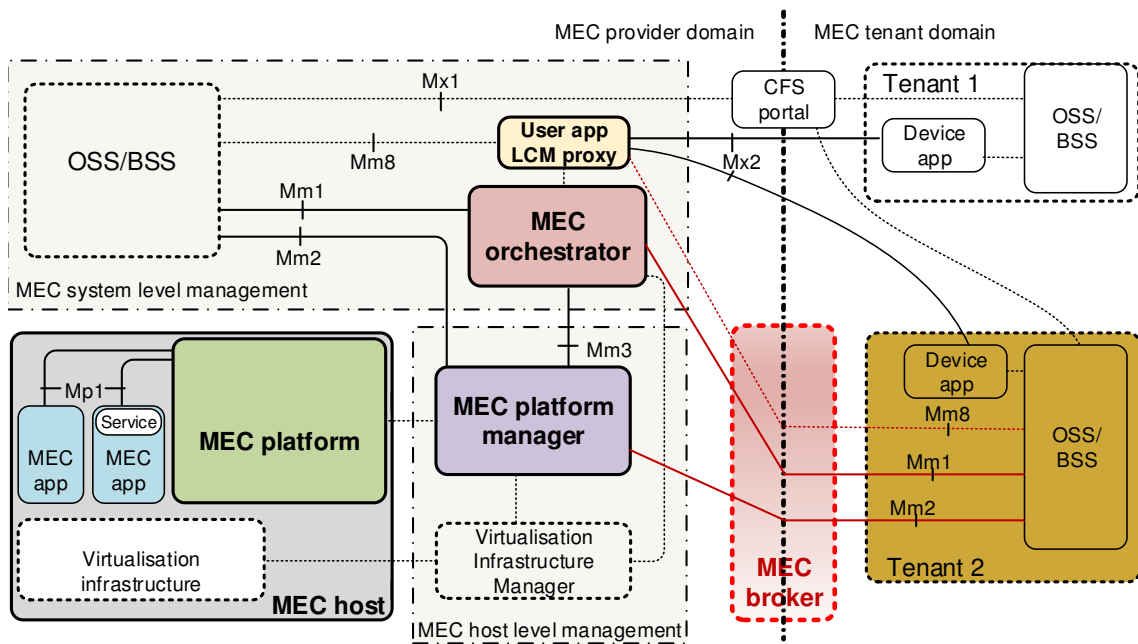 MEC provider domain
MEC tenant domain
Mx1
CFS
portal
Tenant 1
OSS/
BSS
OSS/BSS
Mm8
User app
LCM proxy
Mx2
Device
app
Mm1
Mm2
MEC
orchestrator
MEC system level management
Mm3
Mp1
Service
MEC
app
MEC
app
MEC platform
MEC platform
manager
Device
app
Mm8
Mm1
Mm2
OSS/
BSS
Virtualisation
infrastructure
MEC host
Virtualisation
Infrastructure
Manager
MEC host level management
MEC
broker
Tenant 2